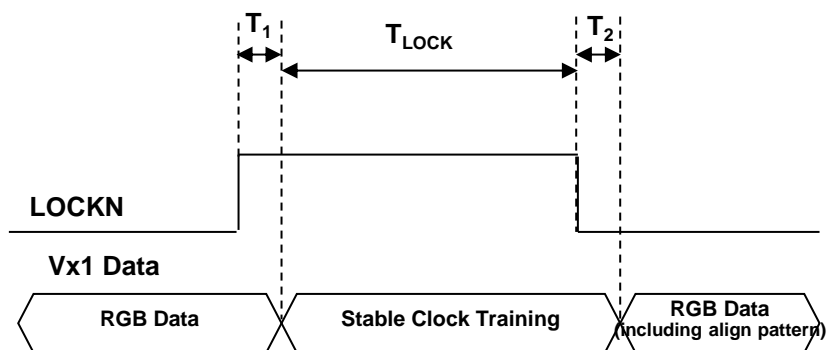 T1
TLOCK
T2
LOCKN
Vx1 Data
RGB Data
Stable Clock Training
RGB Data
(including align pattern)